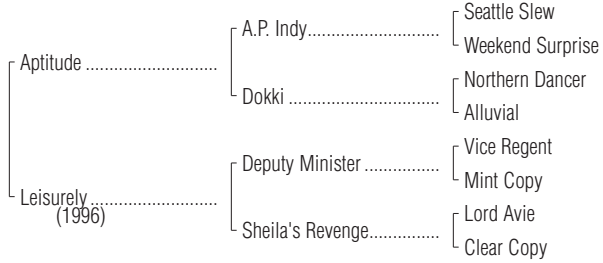 Seattle Slew
A.P. Indy..............................
Weekend Surprise
Aptitude ..............................
Northern Dancer
Dokki ..................................
Alluvial
Vice Regent
Deputy Minister .................
Mint Copy
Leisurely .............................
(1996)
Lord Avie
Sheila's Revenge................
Clear Copy